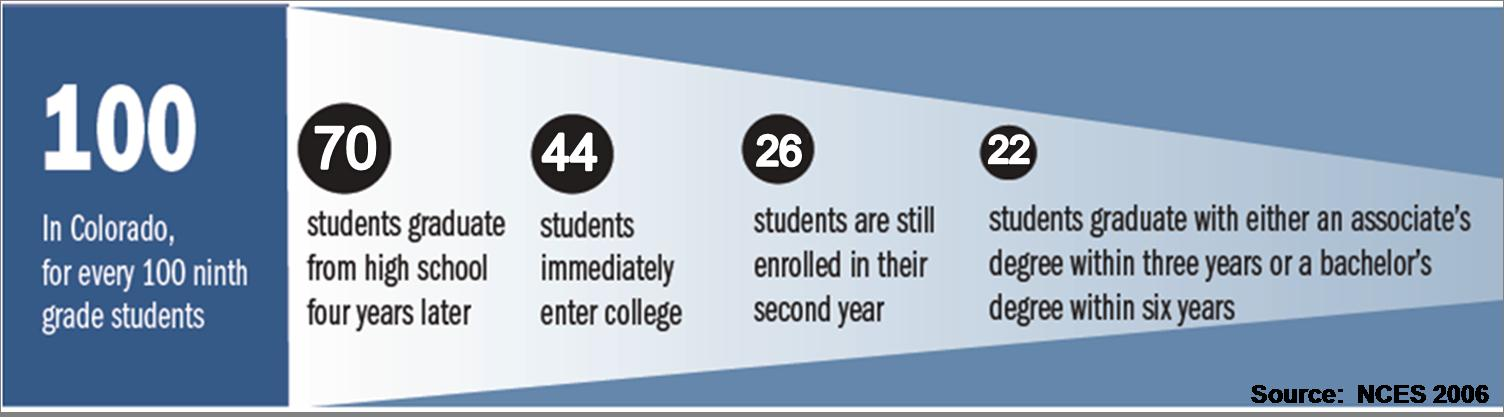 100
In Colorado,
for every 100 ninth
grade students
70
students graduate
from high school
four years later
44
students
immediately
enter college
26
students are still
enrolled in their
second year
22
students graduate with either an associate's
degree within three years or a bachelor's
degree within six years
Source:  NCES 2006